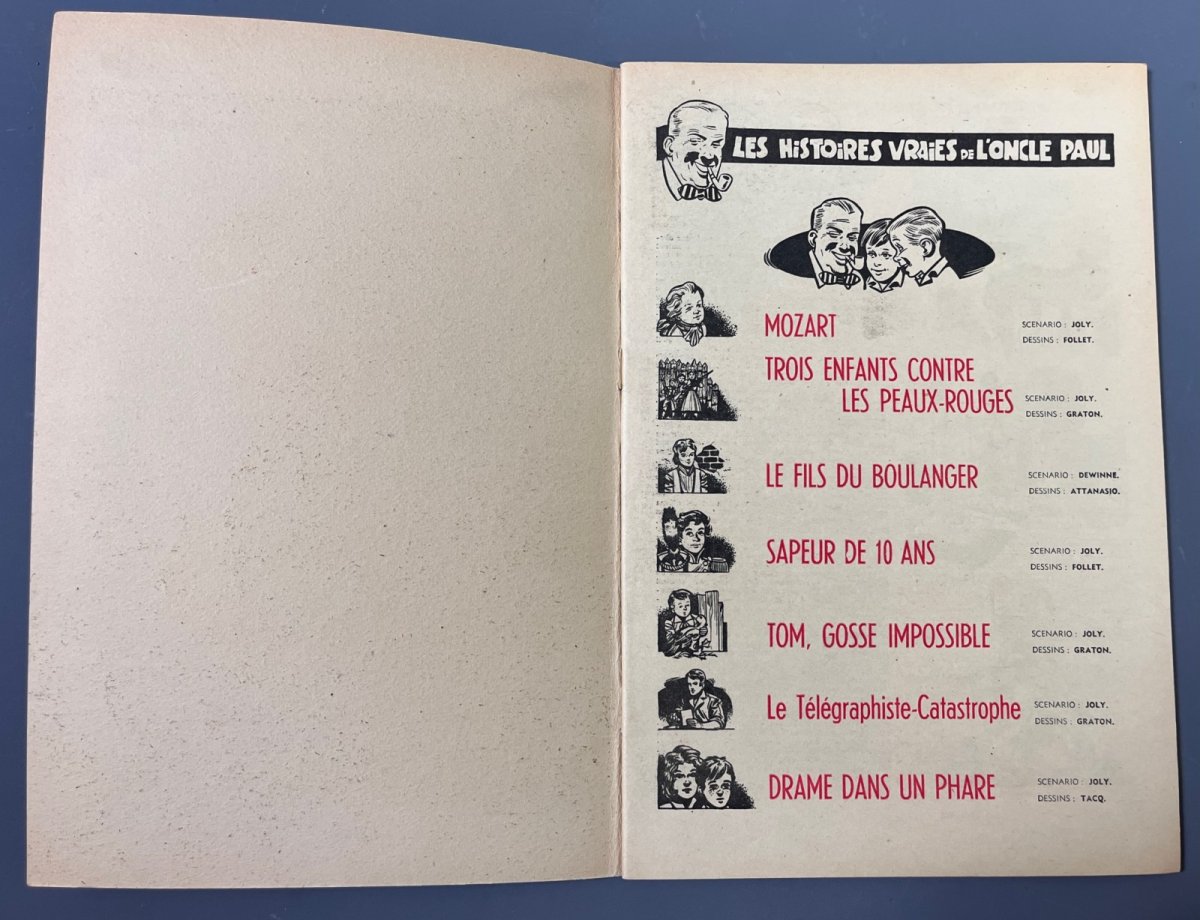 LES HISTOIRES VRAIES DE L'ONCLE PAUL
MOZART
SCENARIO : JOLY.
DESSINS : FOLLET.
TROIS ENFANTS CONTRE
LES PEAUX-ROUGES
SCENARIO : JOLY.
DESSINS : GRATON.
LE FILS DU BOULANGER
SCENARIO : DEWINNE.
DESSINS : ATTANASIO.
SAPEUR DE 10 ANS
SCENARIO : JOLY.
DESSINS : FOLLET.
TOM, GOSSE IMPOSSIBLE
SCENARIO : JOLY.
DESSINS : GRATON.
Le Télégraphiste-Catastrophe
SCENARIO : JOLY.
DESSINS : GRATON.
DRAME DANS UN PHARE
SCENARIO : JOLY.
DESSINS : TACQ.